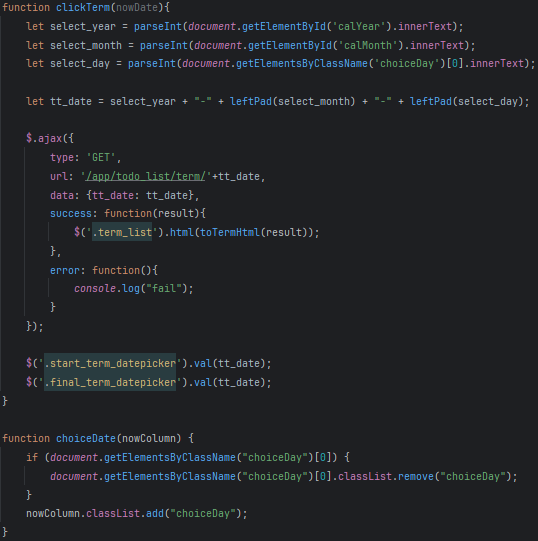 function clickTerm(nowDate){
    let select_year = parseInt(document.getElementById('calYear').innerText);
    let select_month = parseInt(document.getElementById('calMonth').innerText);
    let select_day = parseInt(document.getElementsByClassName('choiceDay')[0].innerText);

    let tt_date = select_year + "-" + leftPad(select_month) + "-" + leftPad(select_day);

    $.ajax({
        type: 'GET',
        url: '/app/todo_list/term/'+tt_date,
        data: {tt_date: tt_date},
        success: function(result){
            $('.term_list').html(toTermHtml(result));
        },
        error: function(){
            console.log("fail");
        }
    });

    $('.start_term_datepicker').val(tt_date);
    $('.final_term_datepicker').val(tt_date);
}

function choiceDate(nowColumn) {
    if (document.getElementsByClassName("choiceDay")[0]) {
        document.getElementsByClassName("choiceDay")[0].classList.remove("choiceDay");
    }
    nowColumn.classList.add("choiceDay");
}